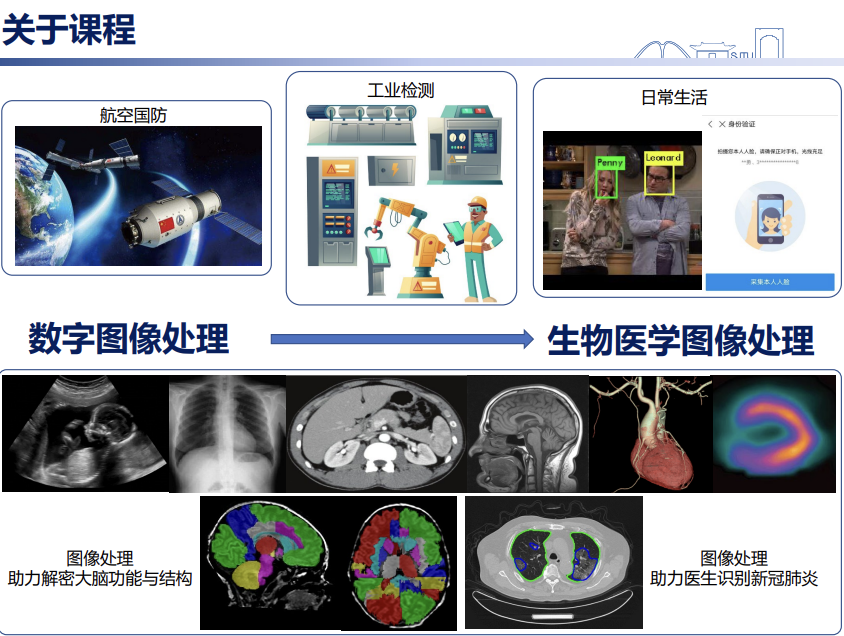 关于课程
SMU
航空国防
工业检测
日常生活
身份验证
拍摄您本人人脸，请确保正对手机，光线充足
Penny
Leonard
采集本人人脸
数字图像处理
生物医学图像处理
图像处理
助力解密大脑功能与结构
图像处理
助力医生识别新冠肺炎